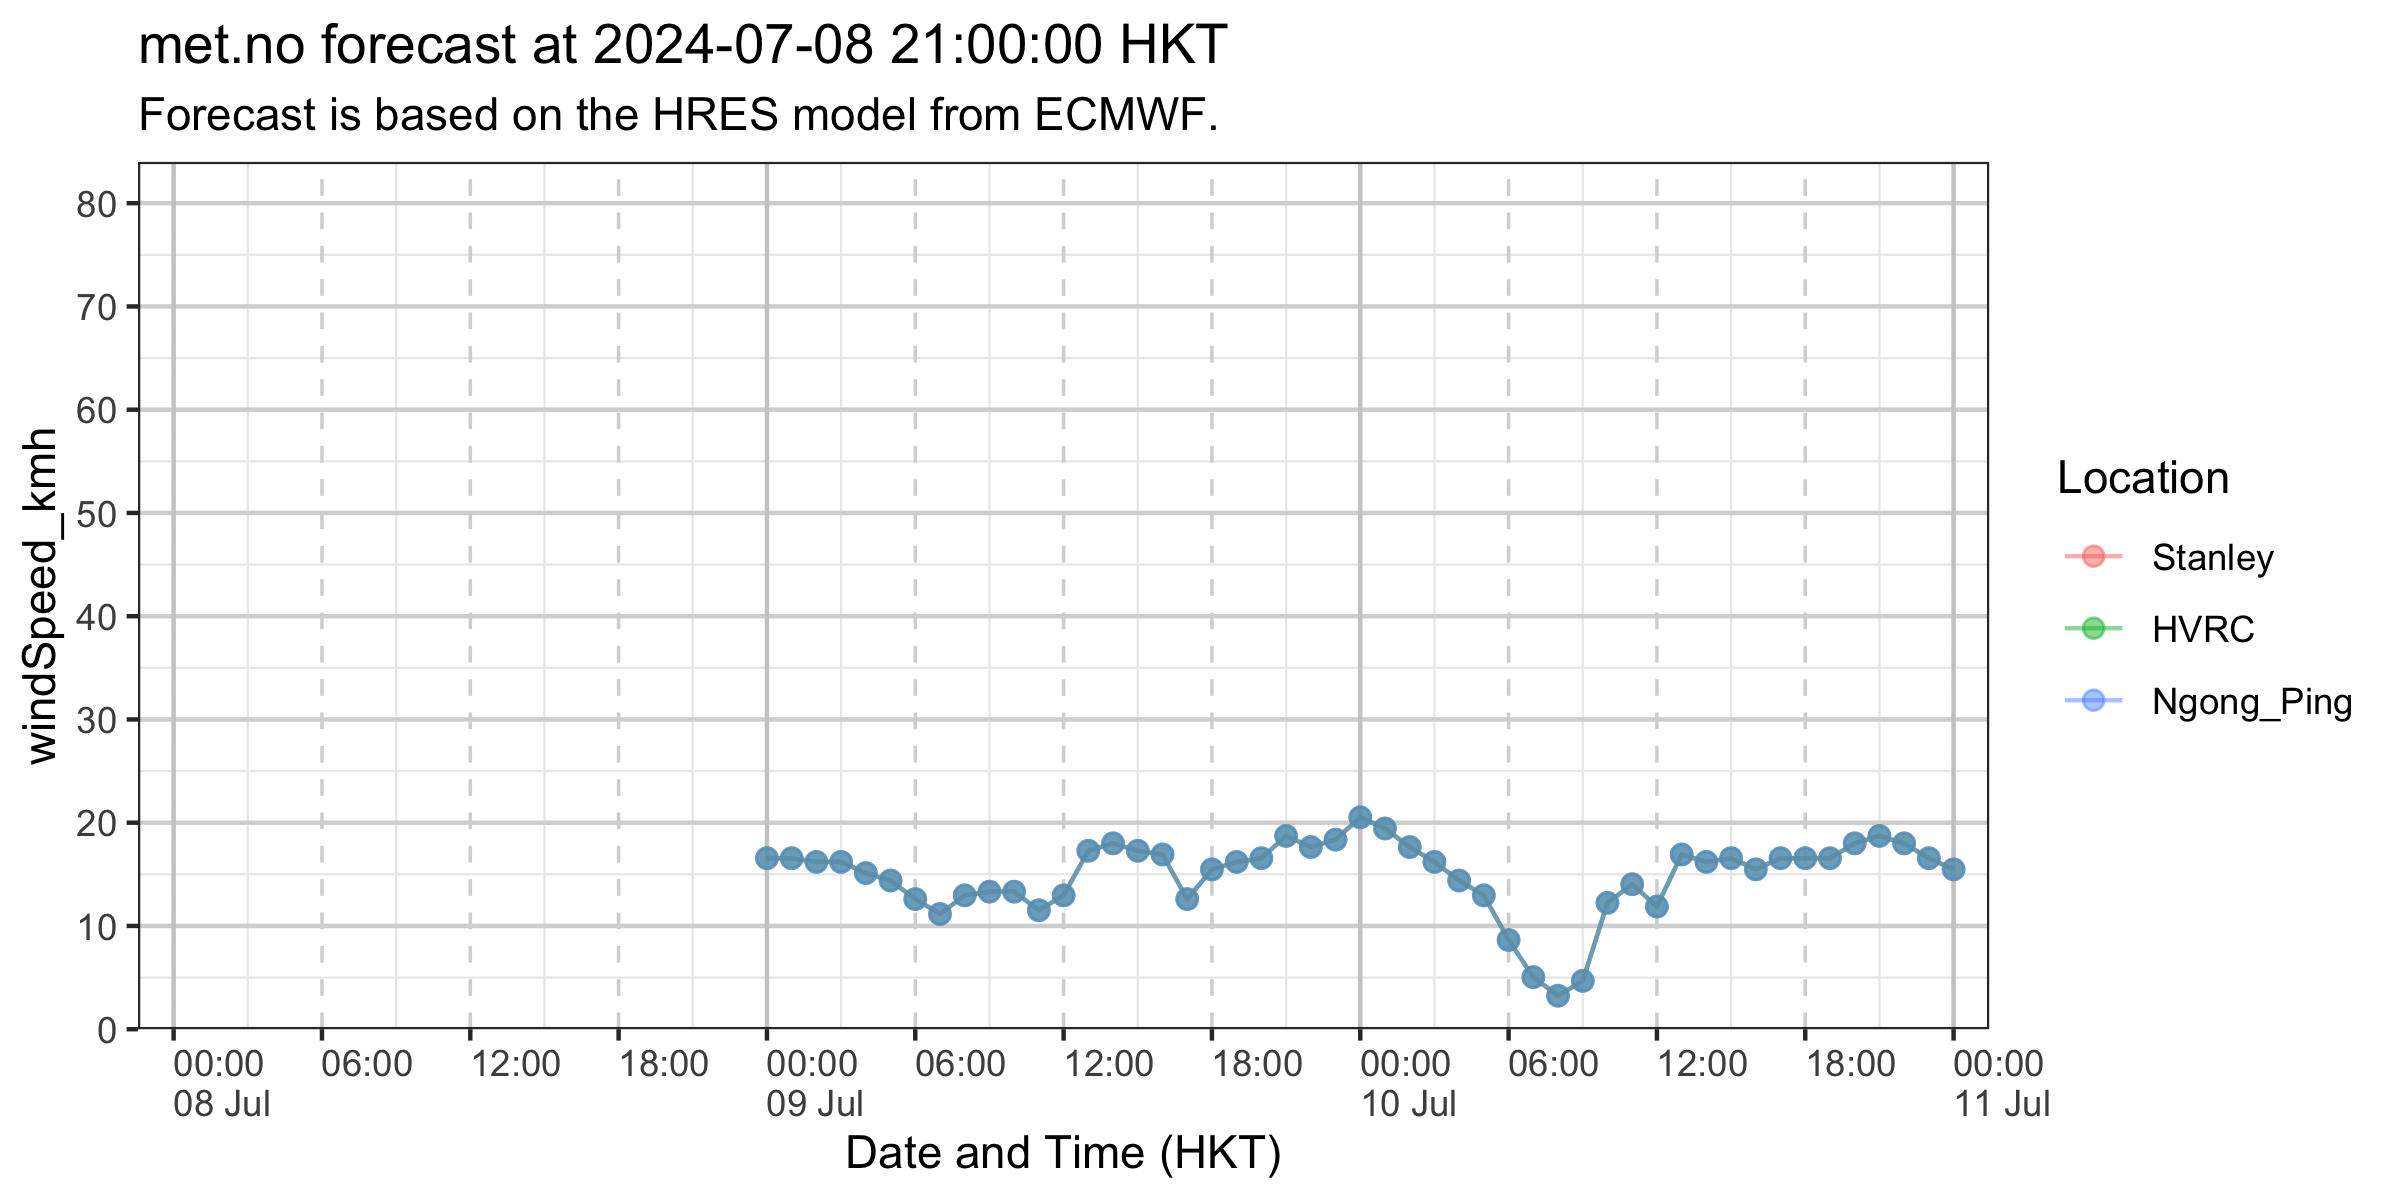 met.no forecast at 2024-07-08 21:00:00 HKT
Forecast is based on the HRES model from ECMWF.
windSpeed_kmh
80
70
60
50
40
30
20
10
0
00:00 06:00 12:00 18:00 00:00 06:00 12:00 18:00 00:00 06:00 12:00 18:00 00:00
08 Jul 09 Jul 10 Jul 11 Jul
Date and Time (HKT)
Location
Stanley
HVRC
Ngong_Ping